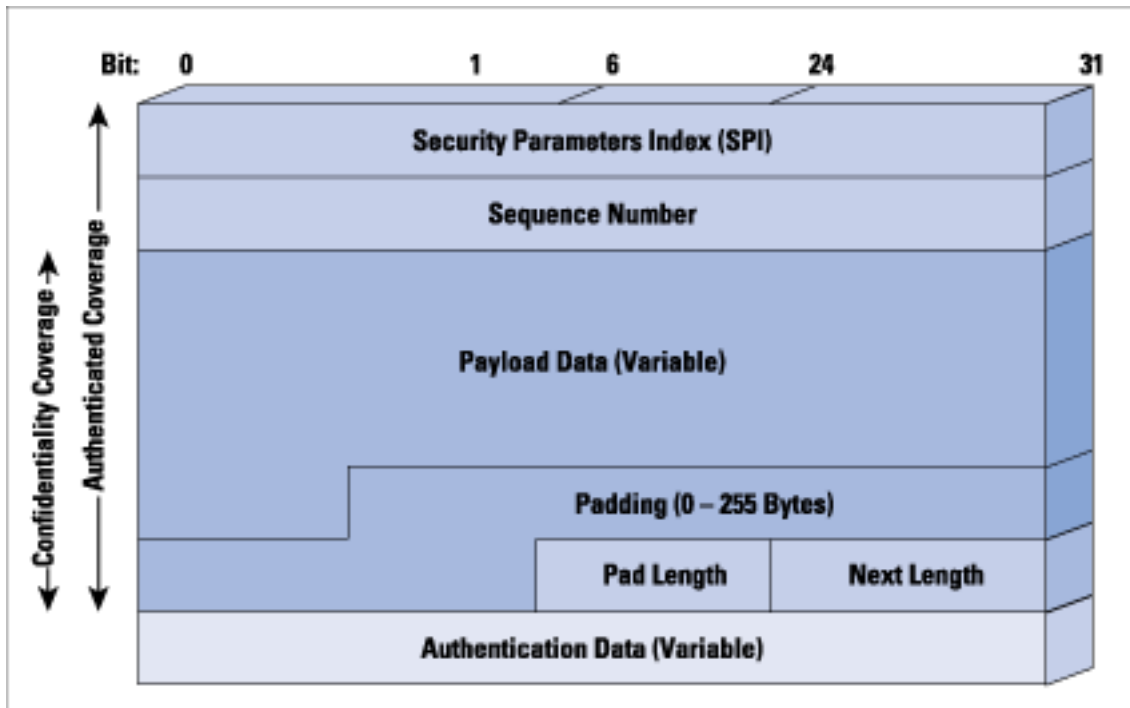 Bit: 0 1 6 24 31
Security Parameters Index (SPI)
Sequence Number
Payload Data (Variable)
Padding (0 – 255 Bytes)
Pad Length Next Length
Authentication Data (Variable)
Confidentiality Coverage
Authenticated Coverage